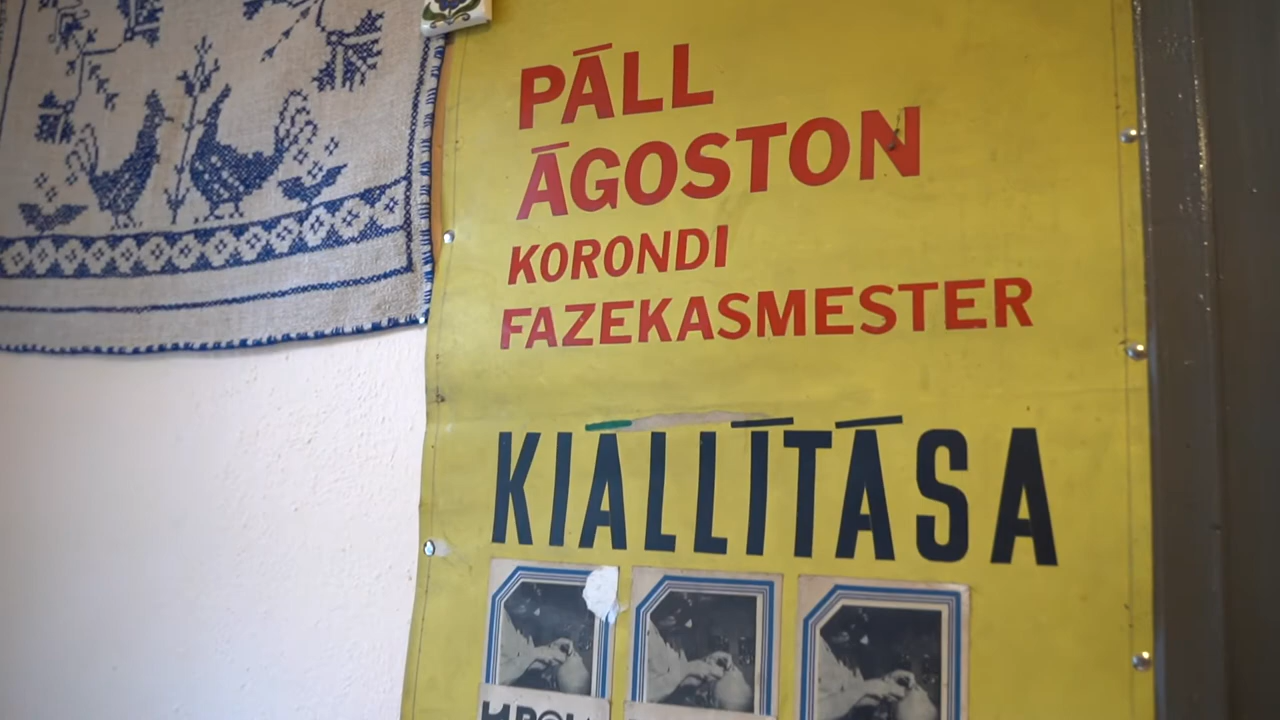 PĀLL
ĀGOSTON
KORONDI
FAZEKASMESTER
KIĀLLĪTĀSA